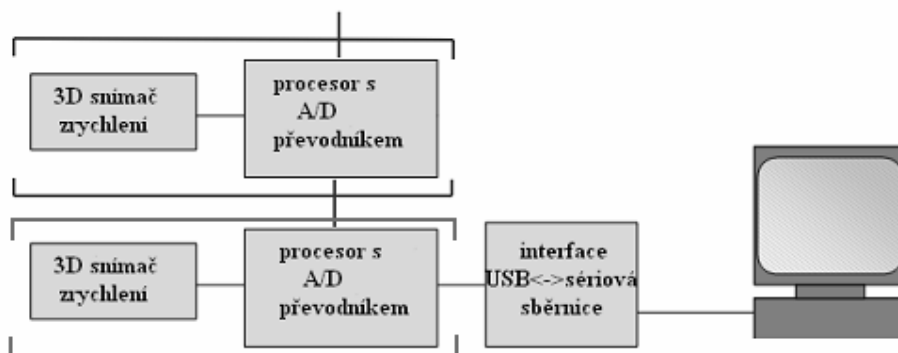 3D snímač
zrychlení
procesor s
A/D
převodníkem
3D snímač
zrychlení
procesor s
A/D
převodníkem
interface
USB<->sériová
sběrnice